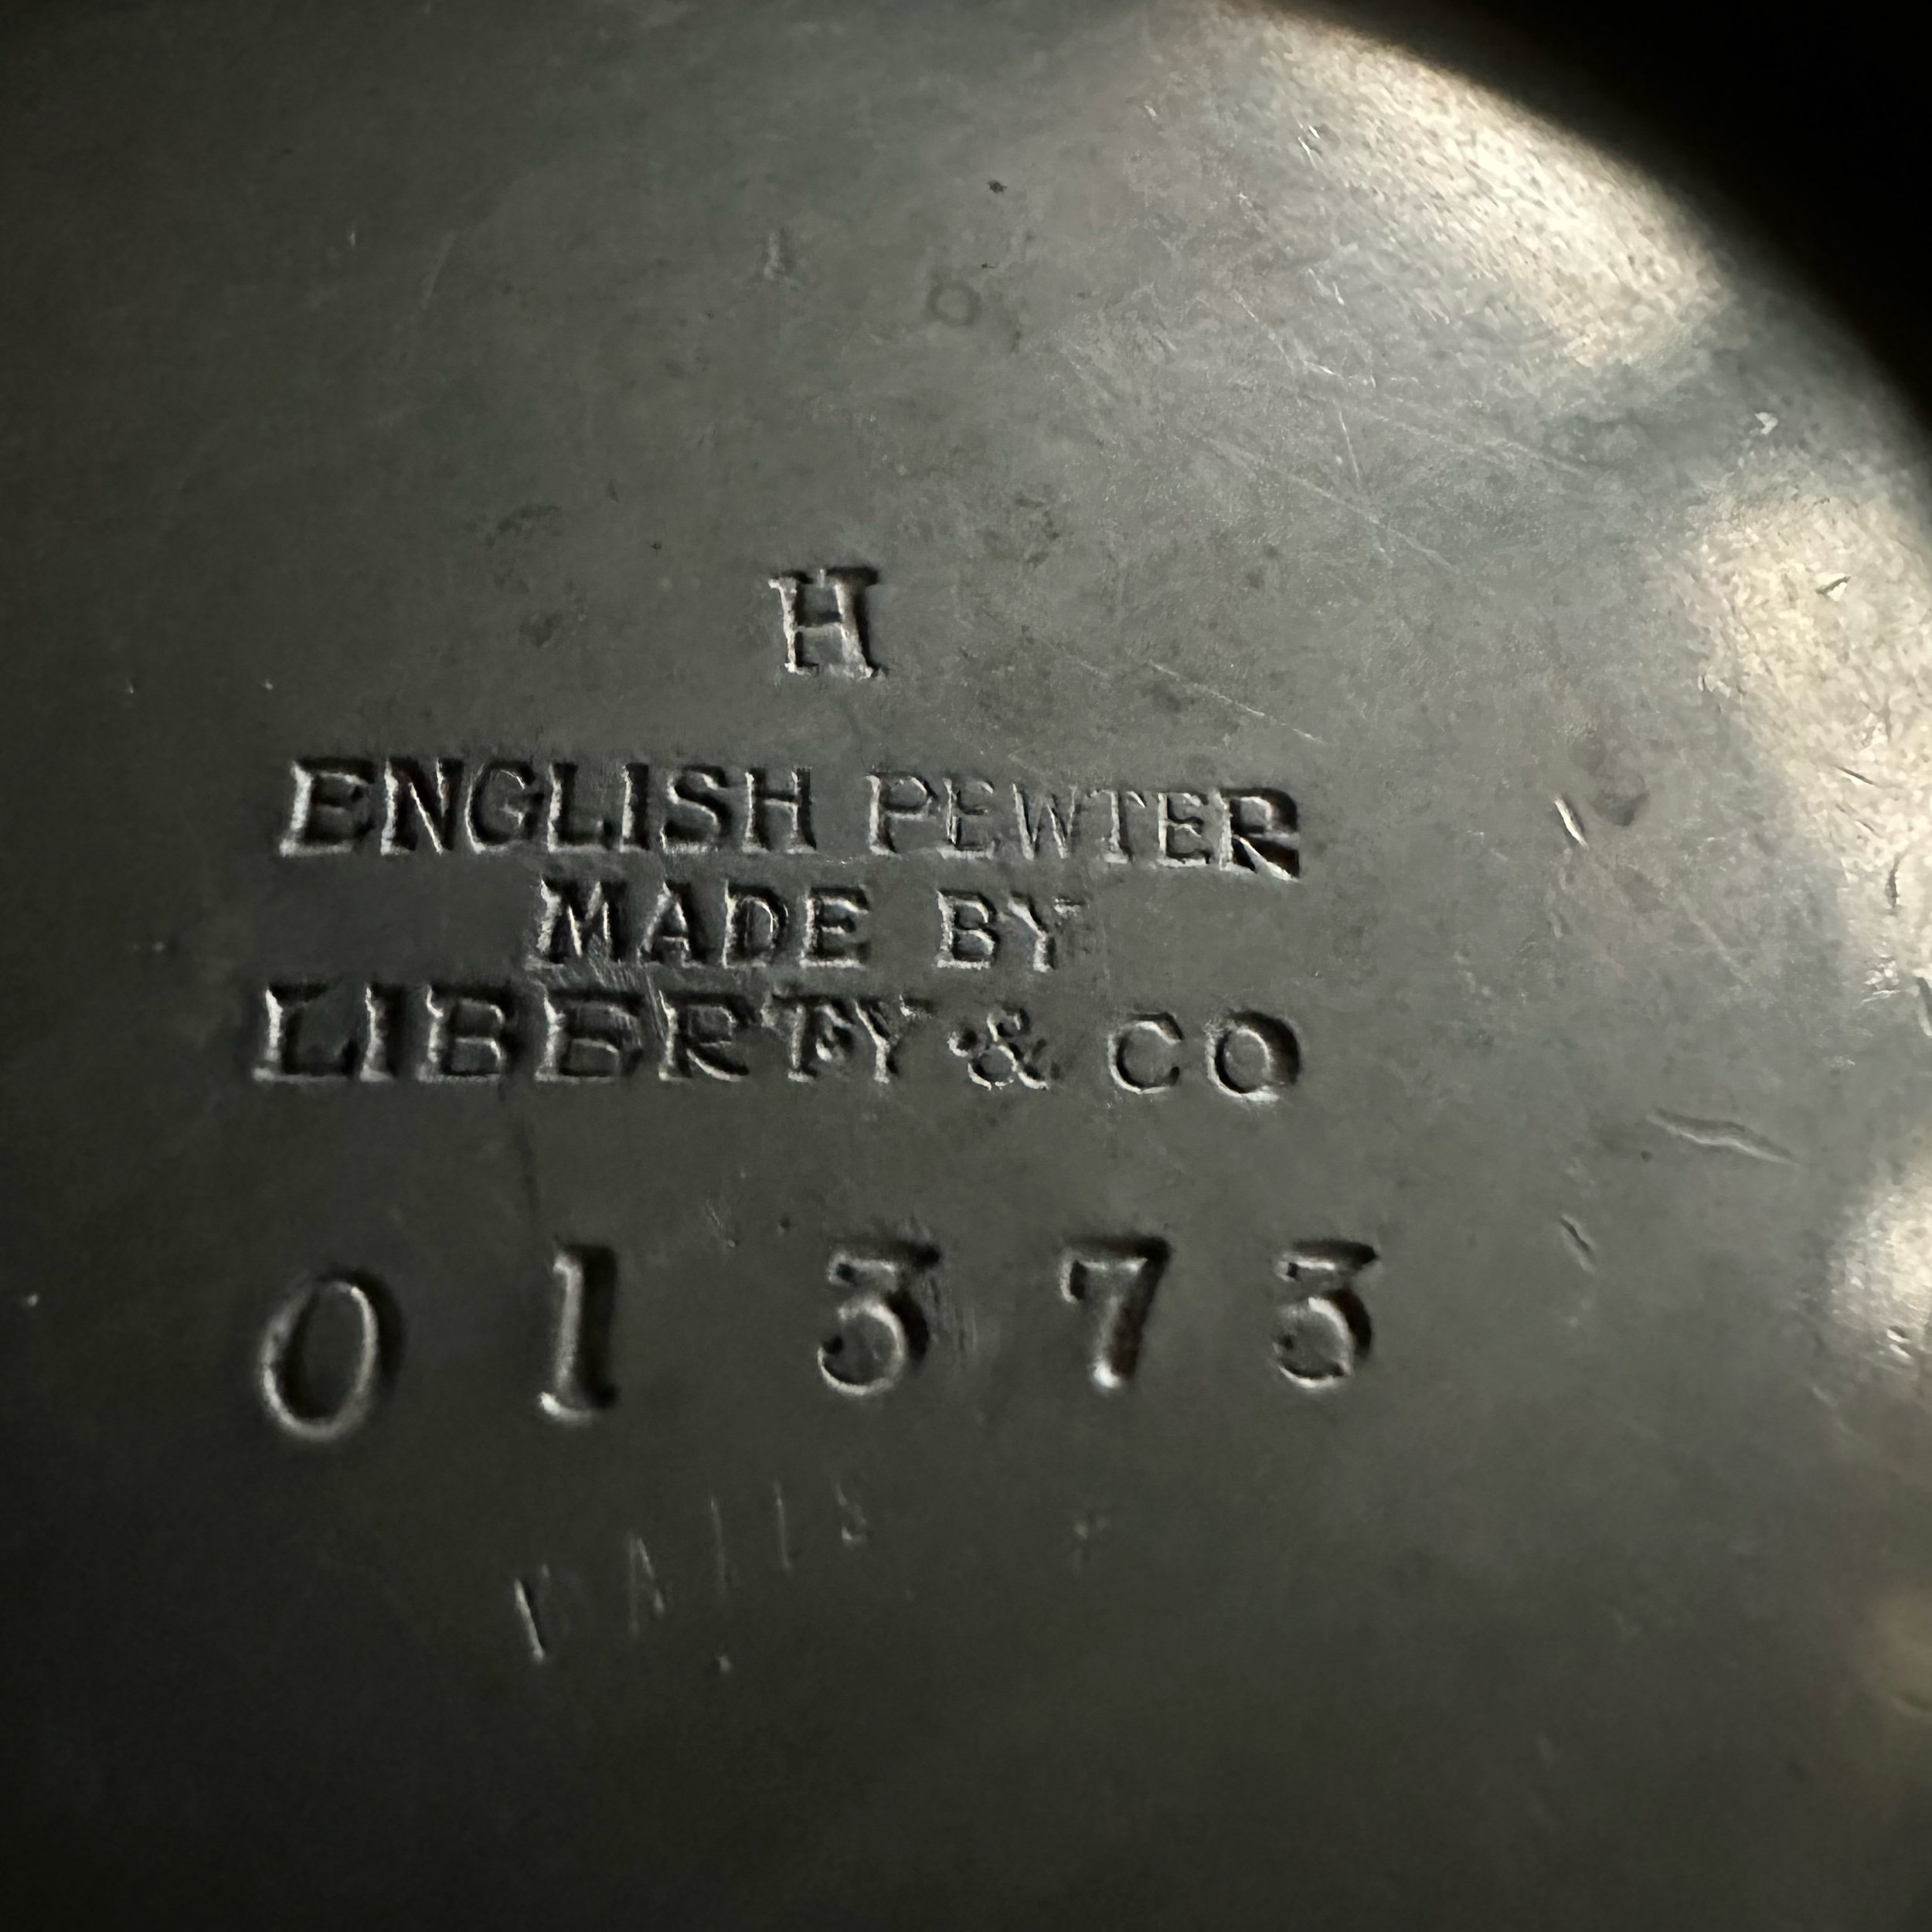 H
ENGLISH PEWTER
MADE BY
LIBERTY & CO
01373